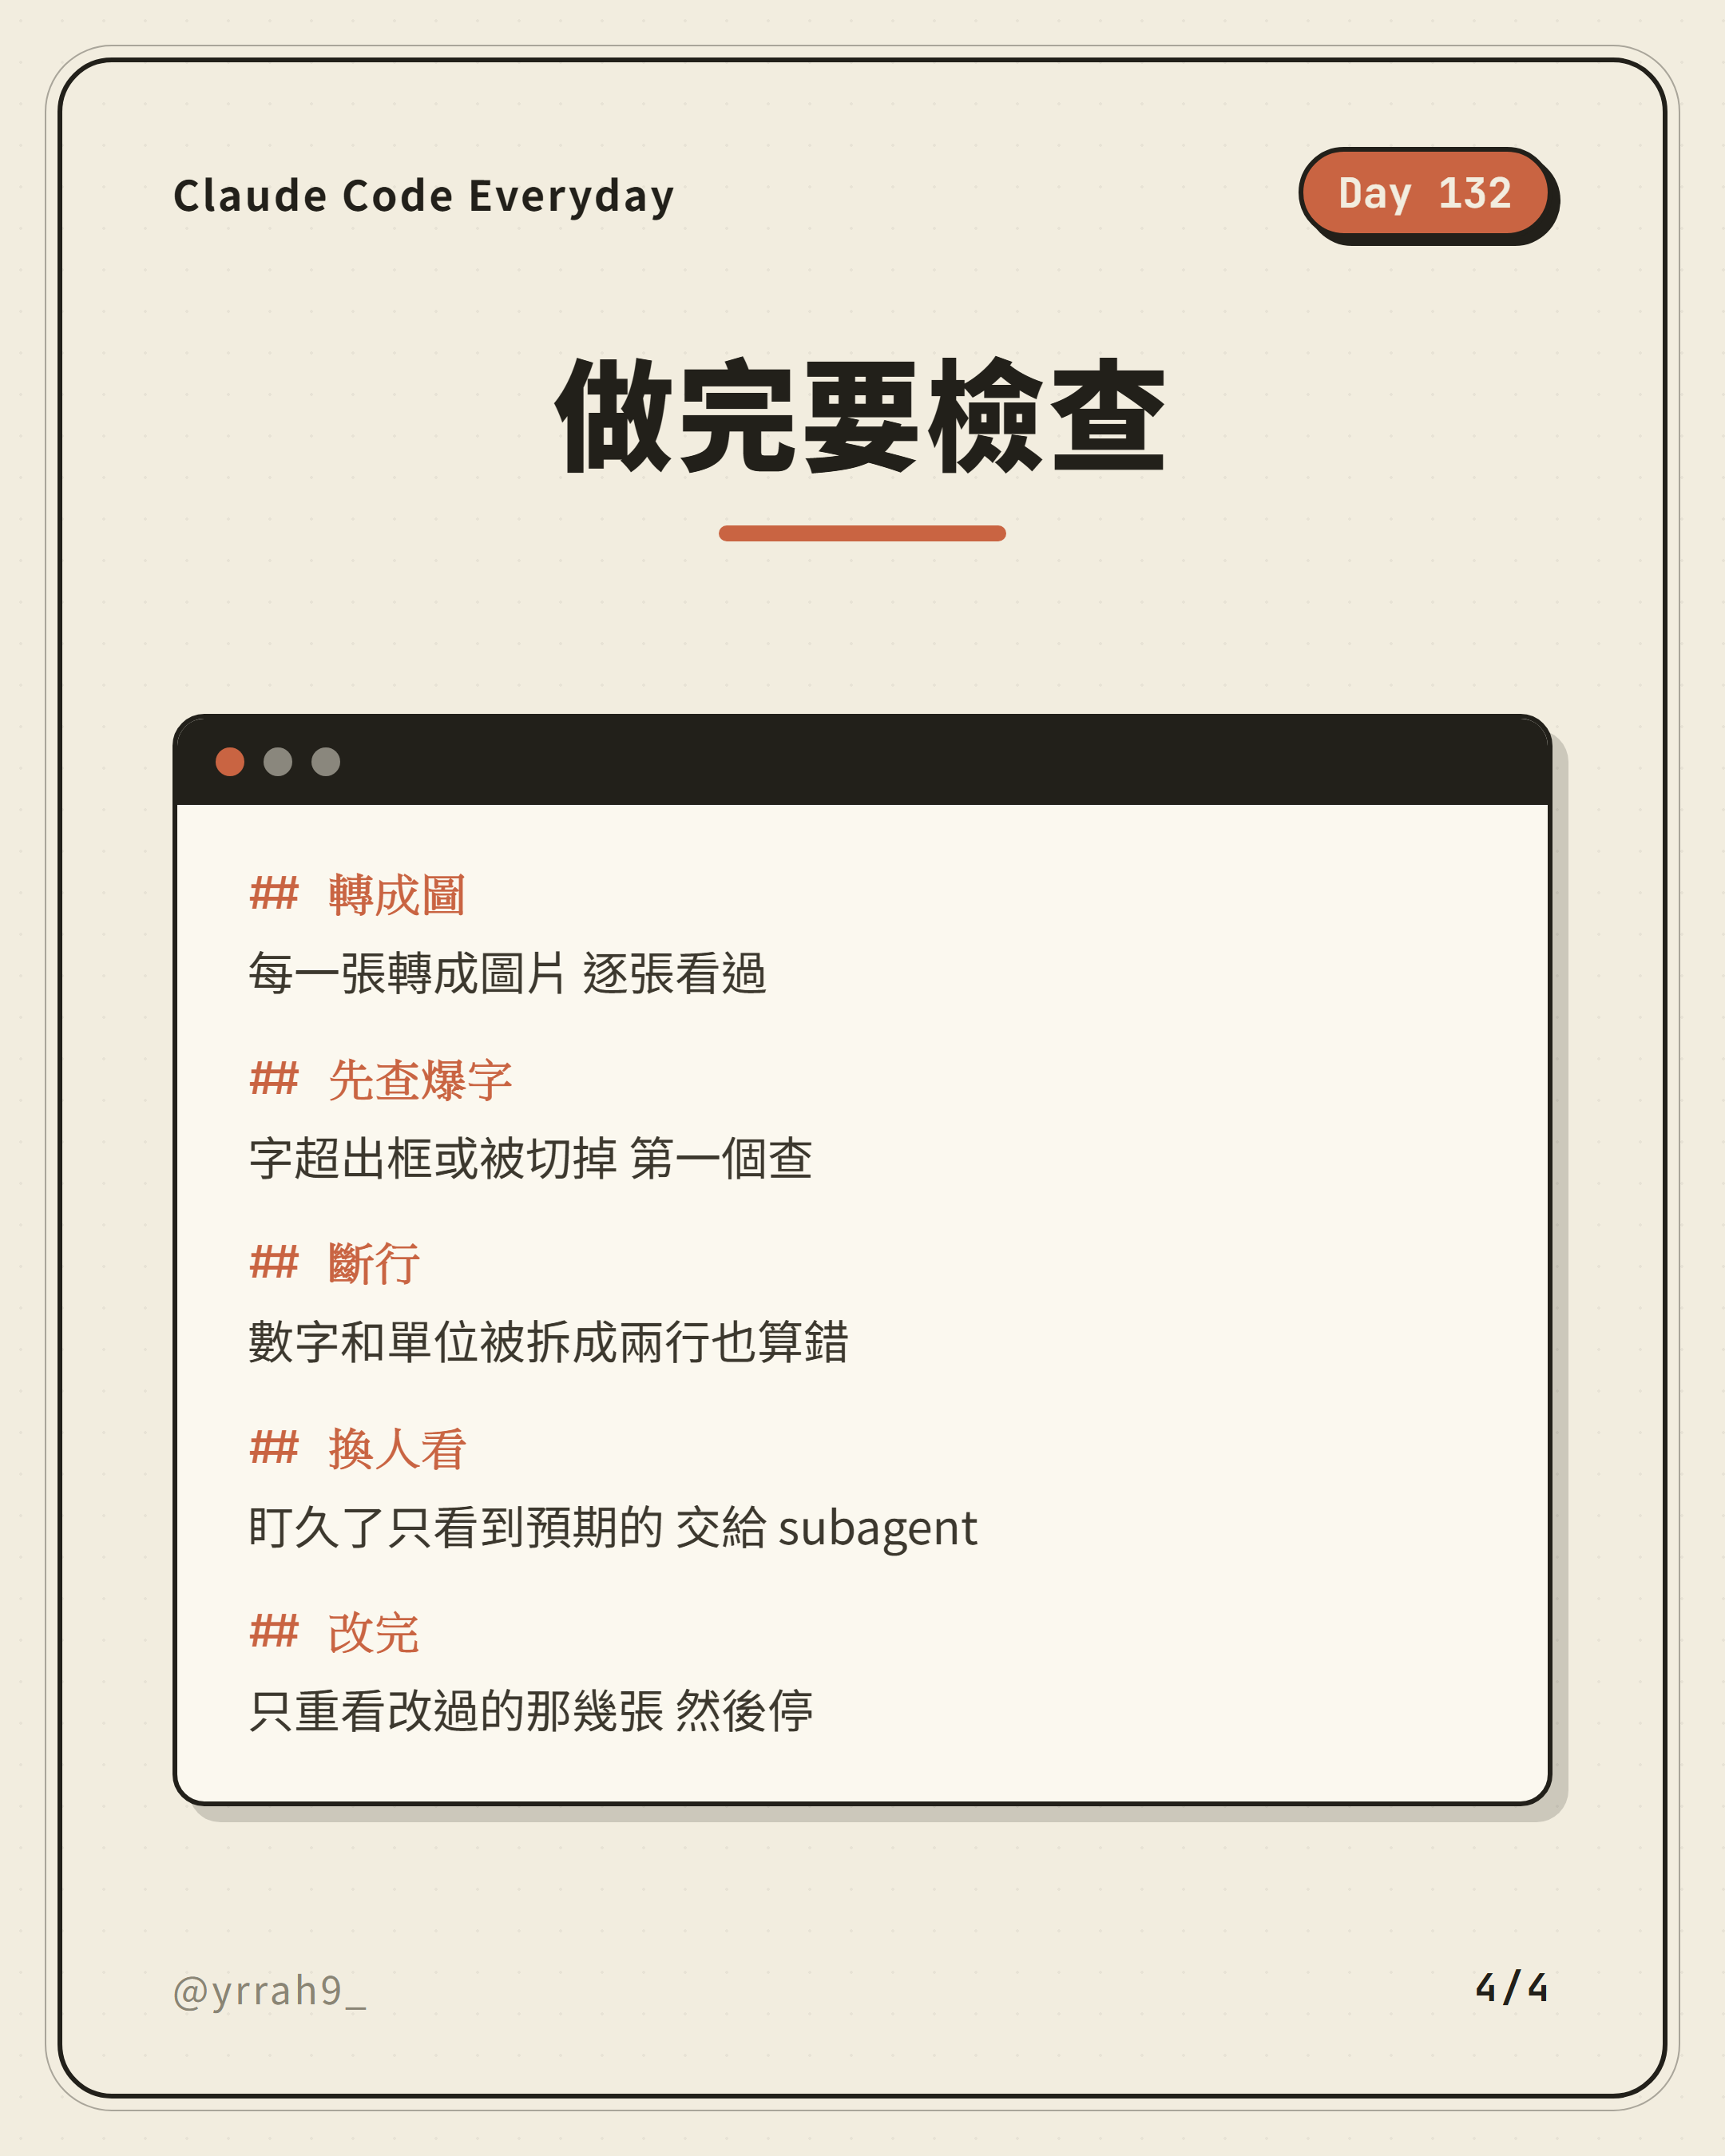 Claude Code Everyday
Day 132
做完要檢查
## 轉成圖
每一張轉成圖片 逐張看過
## 先查爆字
字超出框或被切掉 第一個查
## 斷行
數字和單位被拆成兩行也算錯
## 換人看
盯久了只看到預期的 交給 subagent
## 改完
只重看改過的那幾張 然後停
@yrrah9_
4/4